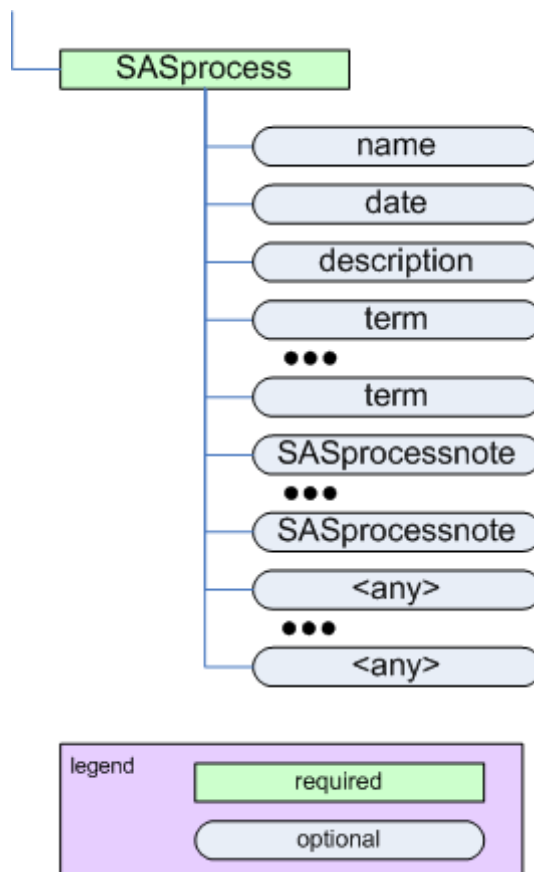 SASprocess
name
date
description
term
•••
term
SASprocessnote
•••
SASprocessnote
<any>
•••
<any>
legend
required
optional